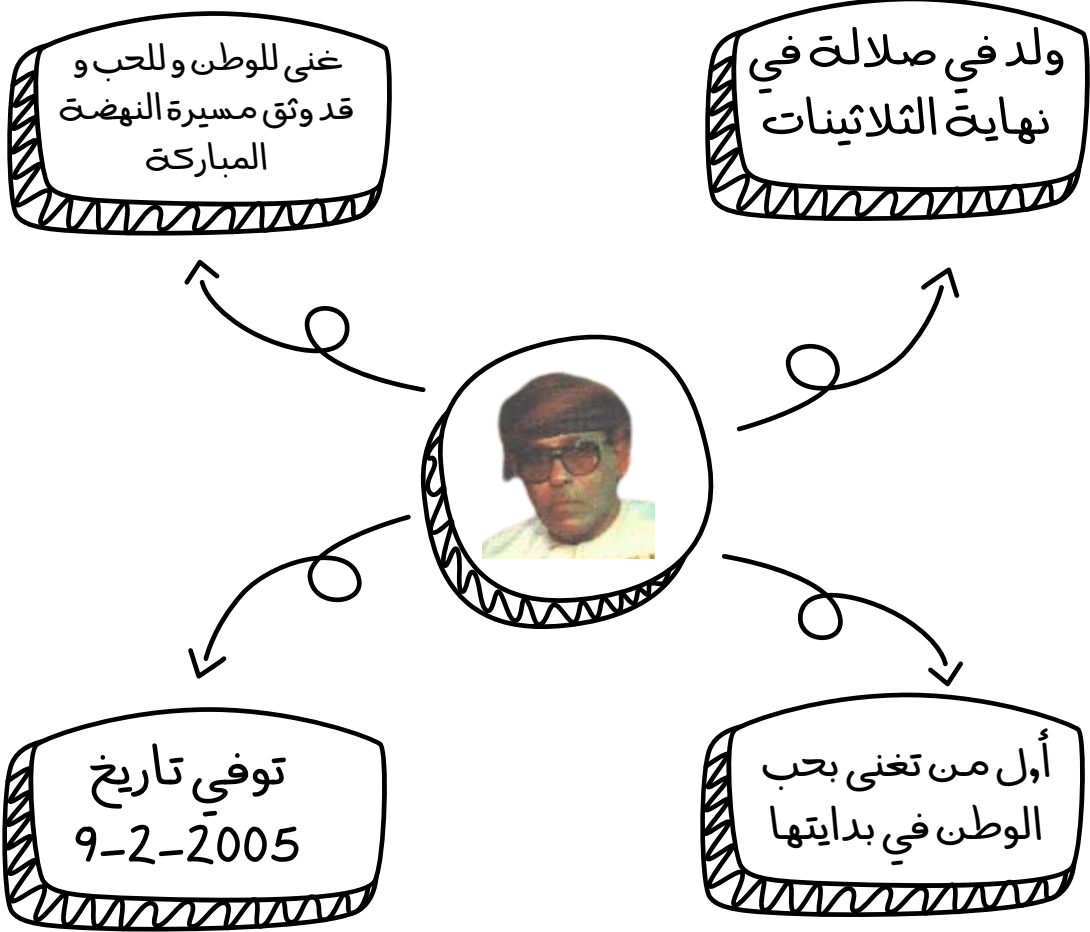 ولد في صلالة في
نهاية الثلاثينات
غنى للوطن و للحب و
قد وثق مسيرة النهضة
المباركة
أول من تغنى بحب
الوطن في بدايتها
توفي تاريخ
9-2-2005